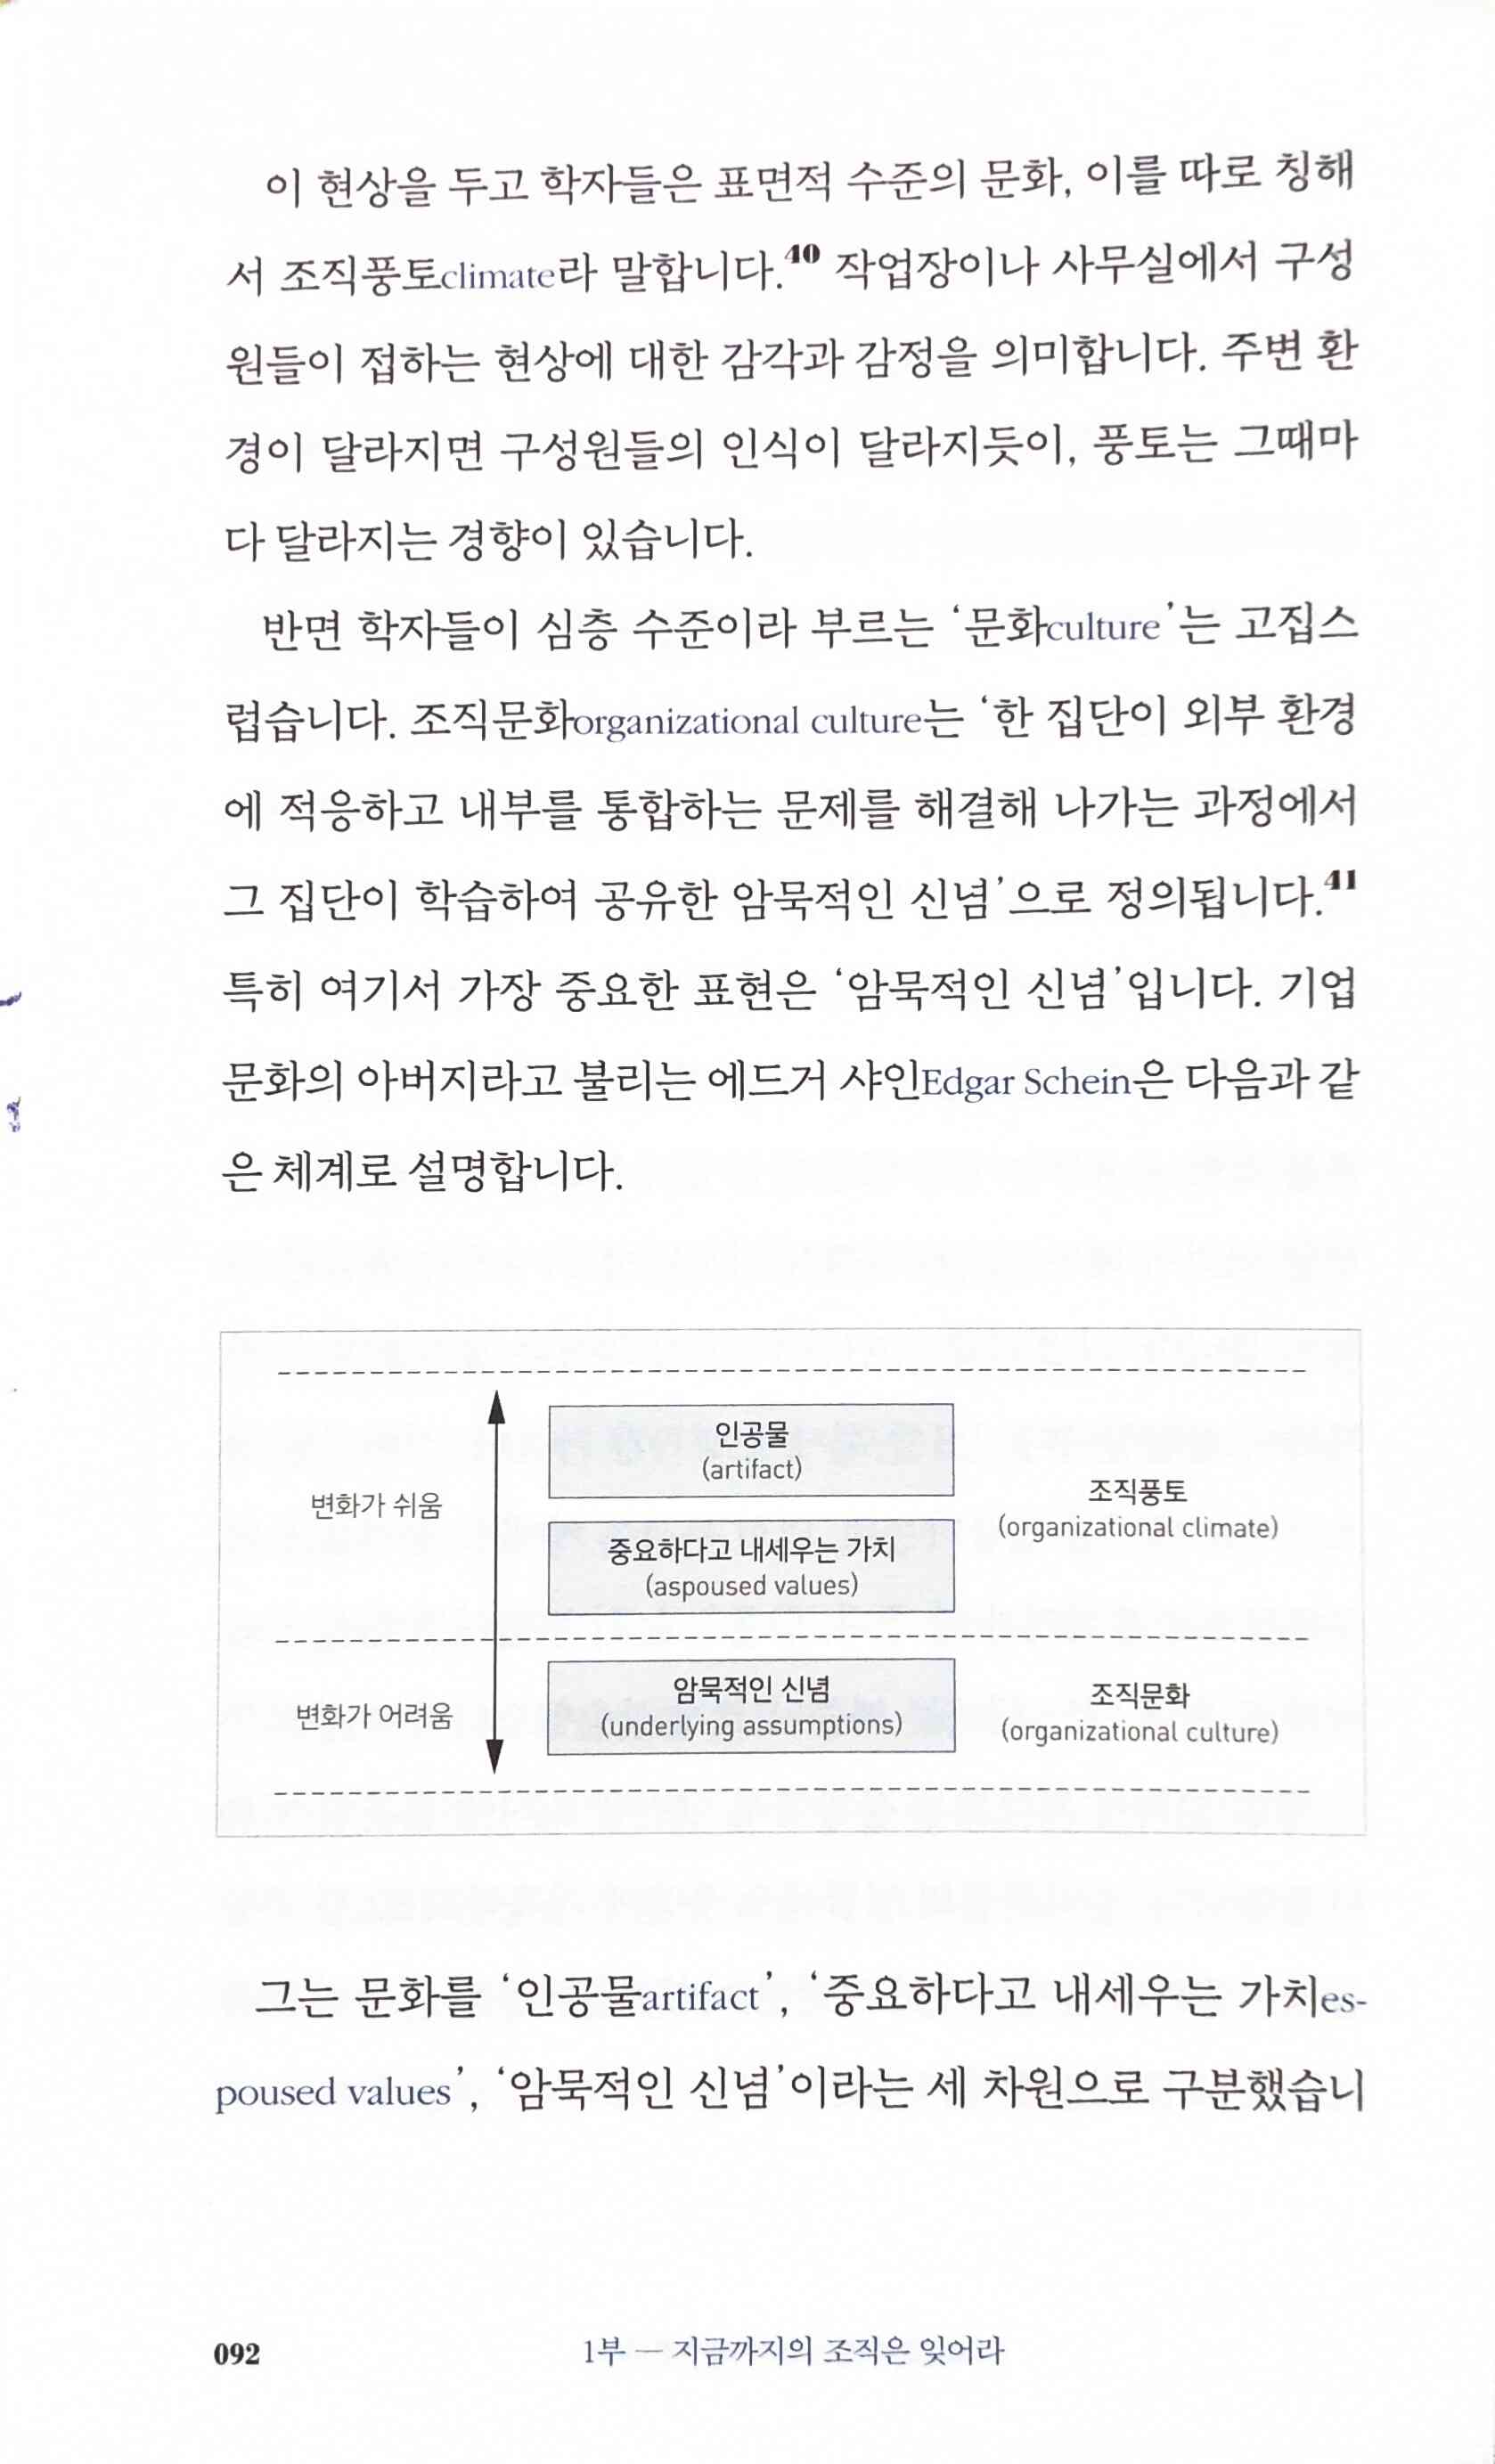 이 현상을 두고 학자들은 표면적 수준의 문화, 이를 따로 칭해
서 조직풍토climate라 말합니다.40 작업장이나 사무실에서 구성
원들이 접하는 현상에 대한 감각과 감정을 의미합니다. 주변 환
경이 달라지면 구성원들의 인식이 달라지듯이, 풍토는 그때마
다 달라지는 경향이 있습니다.
반면 학자들이 심층 수준이라 부르는 ‘문화culture’는 고집스
럽습니다. 조직문화organizational culture는 ‘한 집단이 외부 환경
에 적응하고 내부를 통합하는 문제를 해결해 나가는 과정에서
그 집단이 학습하여 공유한 암묵적인 신념’으로 정의됩니다.41
특히 여기서 가장 중요한 표현은 ‘암묵적인 신념’입니다. 기업
문화의 아버지라고 불리는 에드거 샤인Edgar Schein은 다음과 같
은 체계로 설명합니다.
변화가 쉬움
인공물
(artifact)
중요하다고 내세우는 가치
(aspoused values)
조직풍토
(organizational climate)
변화가 어려움
암묵적인 신념
(underlying assumptions)
조직문화
(organizational culture)
그는 문화를 ‘인공물artifact’, ‘중요하다고 내세우는 가치es-
poused values’, ‘암묵적인 신념’이라는 세 차원으로 구분했습니
092
1부 — 지금까지의 조직은 잊어라